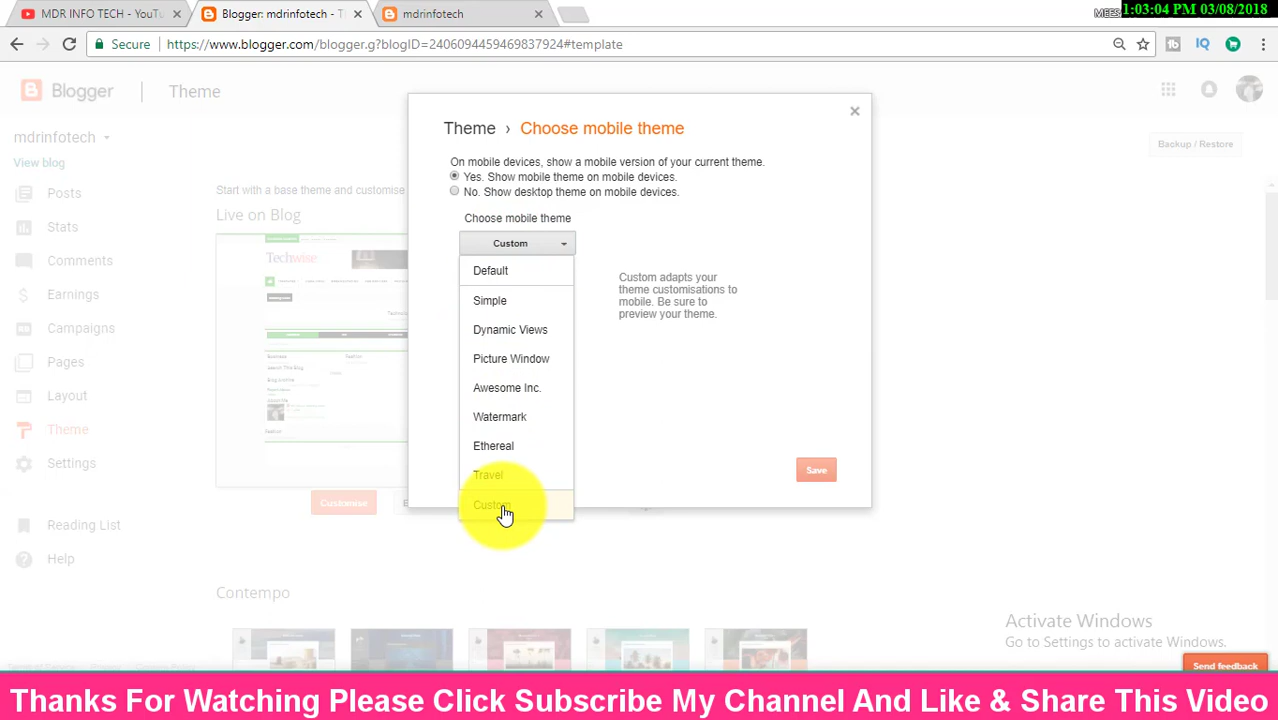 MDR INFO TECH - YouTu
Blogger: mdrinfotech - T
mdrinfotech
MEES
1:03:04 PM 03/08/2018
Secure
https://www.blogger.com/blogger.g?blogID=2406094459469837924#template
Blogger
Theme
mdrinfotech
View blog
Posts
Stats
Comments
Earnings
Campaigns
Pages
Layout
Theme
Settings
Reading List
Help
Backup / Restore
Start with a base theme and customise
Live on Blog
Techwise
Customise
Contempo
Theme › Choose mobile theme
On mobile devices, show a mobile version of your current theme.
Yes. Show mobile theme on mobile devices.
No. Show desktop theme on mobile devices.
Choose mobile theme
Custom
Default
Simple
Dynamic Views
Picture Window
Awesome Inc.
Watermark
Ethereal
Travel
Custom
Custom adapts your
theme customisations to
mobile. Be sure to
preview your theme.
Save
Activate Windows
Go to Settings to activate Windows.
Send feedback
Thanks For Watching Please Click Subscribe My Channel And Like & Share This Video